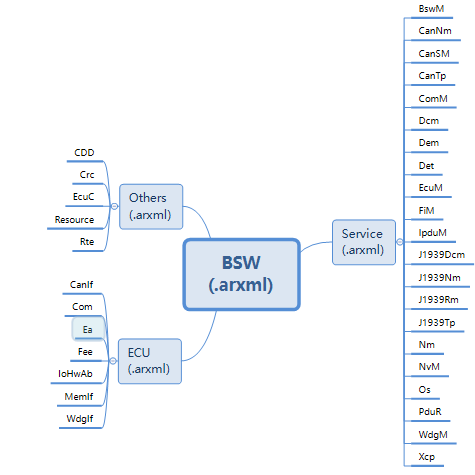 BSW
(.arxml)
Service
(.arxml)
BswM
CanNm
CanSM
CanTp
ComM
Dcm
Dem
Det
EcuM
FiM
IpduM
J1939Dcm
J1939Nm
J1939Rm
J1939Tp
Nm
NvM
Os
PduR
WdgM
Xcp
Others
(.arxml)
CDD
Crc
EcuC
Resource
Rte
ECU
(.arxml)
CanIf
Com
Ea
Fee
IoHwAb
MemIf
WdgIf